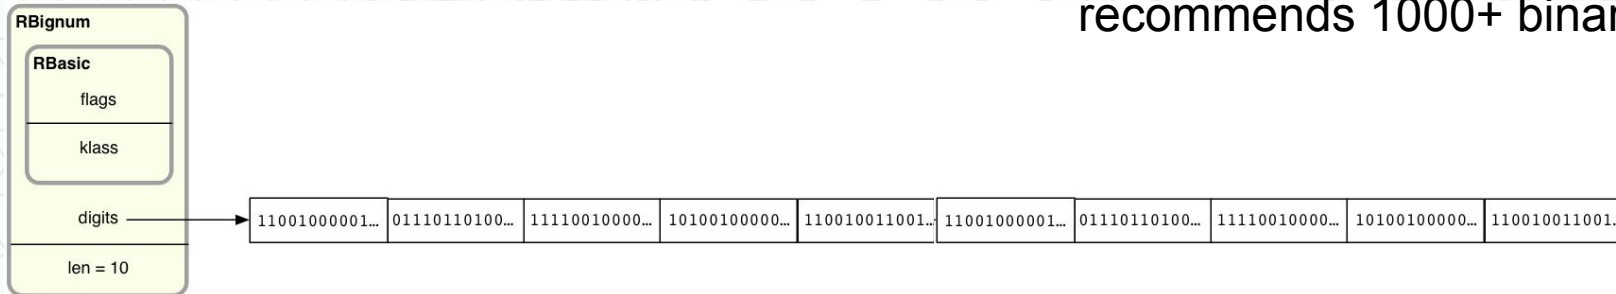 recommends 1000+ binar
RBignum
RBasic
flags
klass
digits
11001000001... 01110110100... 11110010000... 10100100000... 110010011001... 11001000001... 01110110100... 11110010000... 10100100000... 110010011001.
len = 10